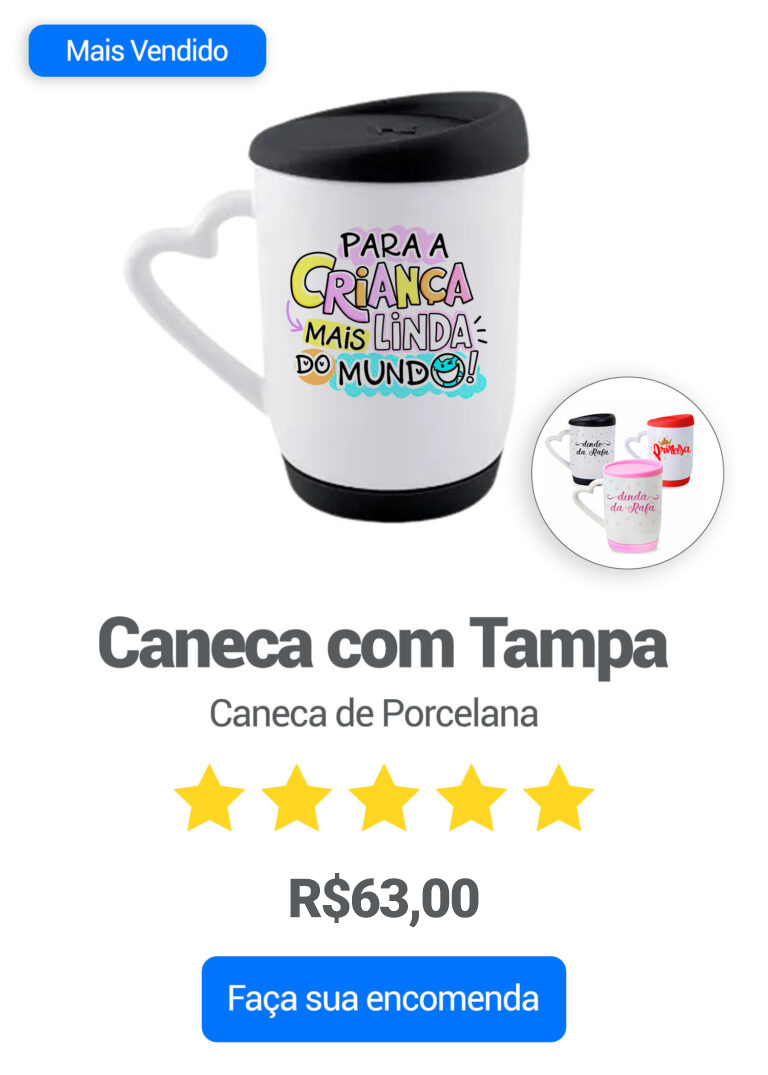 Mais Vendido
PARA A
CRIANÇA
MAIS LINDA
DO MUNDO!
dindo
da Rafa
Princesa
dinda
da Rafa
Caneca com Tampa
Caneca de Porcelana
R$63,00
Faça sua encomenda